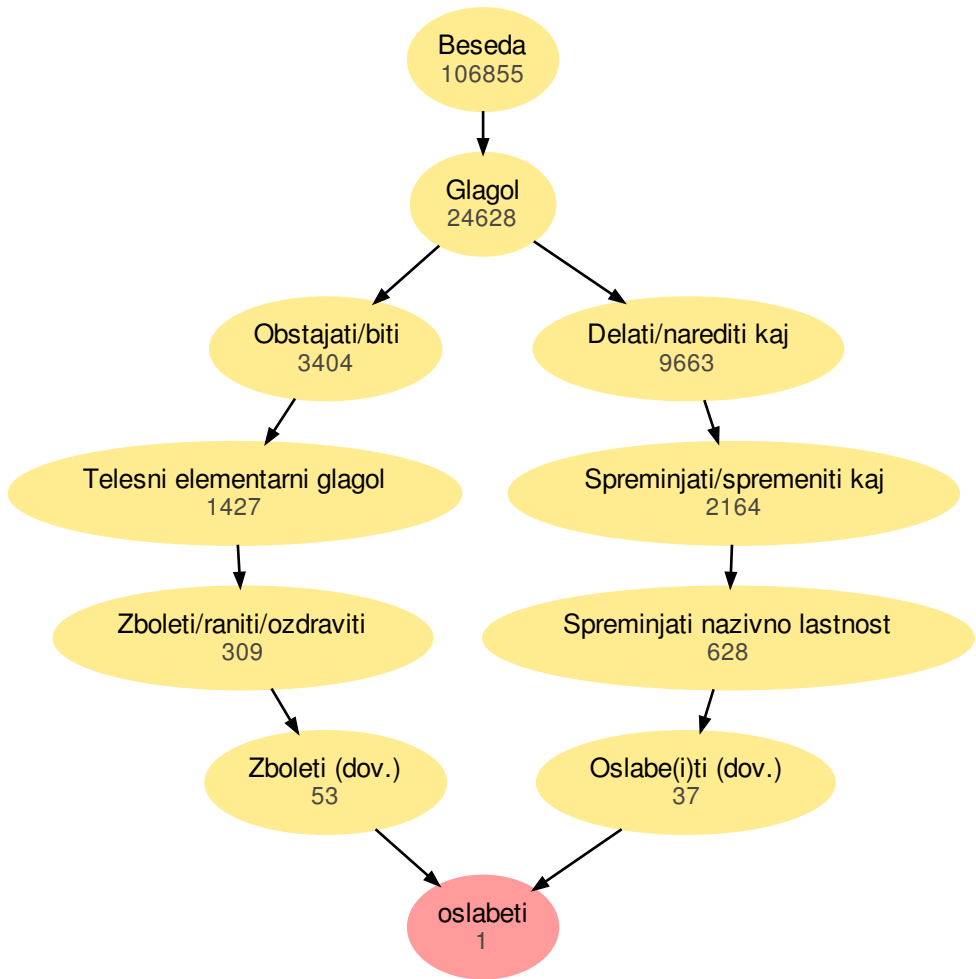 Beseda
106855
Glagol
24628
Obstajati/biti
3404
Delati/narediti kaj
9663
Telesni elementarni glagol
1427
Spreminjati/spremeniti kaj
2164
Zboleti/raniti/ozdraviti
309
Spreminjati nazivno lastnost
628
Zboleti (dov.)
53
Oslabe(i)ti (dov.)
37
oslabeti
1